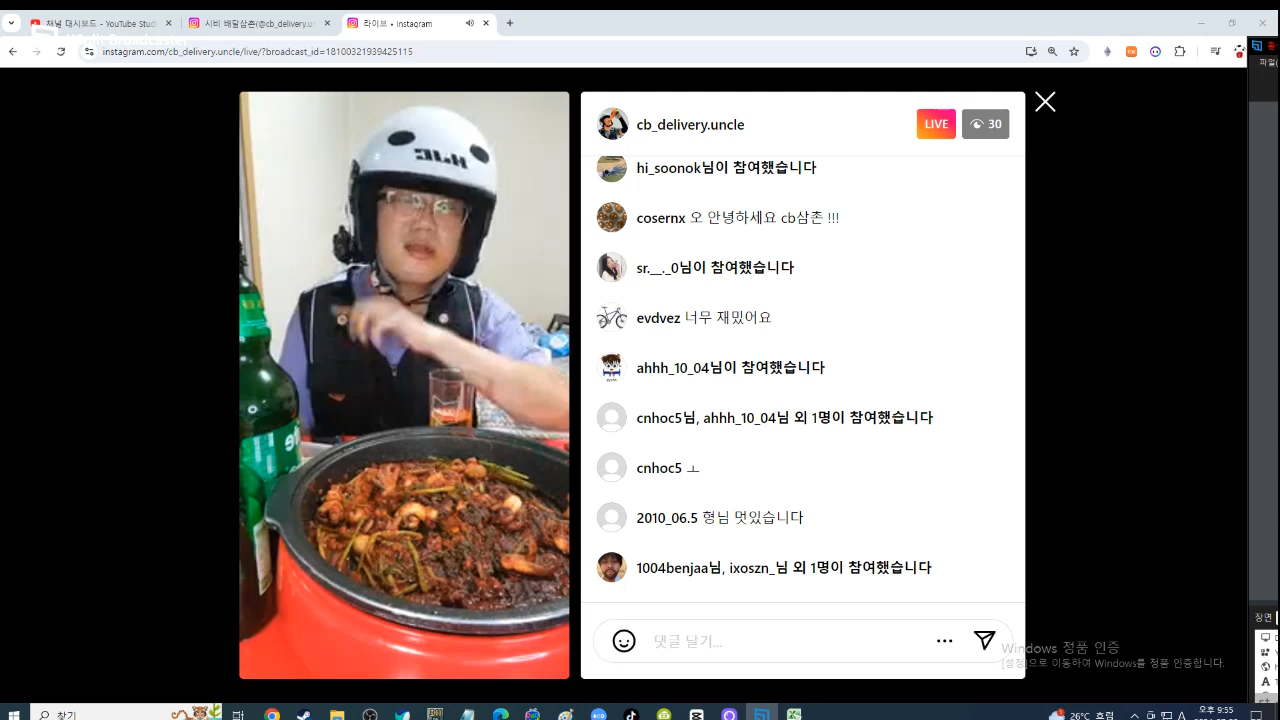 채널 대시보드 - YouTube Studi
시비 배달삼촌(@cb_delivery.u
라이브 • Instagram
instagram.com/cb_delivery.uncle/live/?broadcast_id=18100321939425115
파일(
cb_delivery.uncle
LIVE
30
hi_soonok님이 참여했습니다
cosernx 오 안녕하세요 cb삼촌 !!!
sr.__._0님이 참여했습니다
evdvez 너무 재밌어요
ahhh_10_04님이 참여했습니다
cnhoc5님, ahhh_10_04님 외 1명이 참여했습니다
cnhoc5 ㅗ
2010_06.5 형님 멋있습니다
1004benjaa님, ixoszn_님 외 1명이 참여했습니다
댓글 달기...
Windows 정품 인증
[설정]으로 이동하여 Windows를 정품 인증합니다.
장면
찾기
26°C 흐림
A
오후 9:55